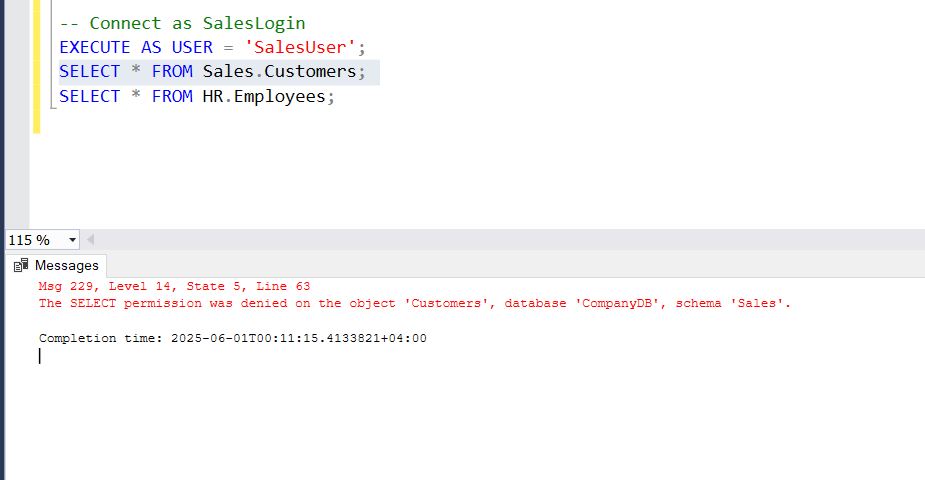 -- Connect as SalesLogin
EXECUTE AS USER = 'SalesUser';
SELECT * FROM Sales.Customers;
SELECT * FROM HR.Employees;
115 %
Messages
Msg 229, Level 14, State 5, Line 63
The SELECT permission was denied on the object 'Customers', database 'CompanyDB', schema 'Sales'.
Completion time: 2025-06-01T00:11:15.4133821+04:00